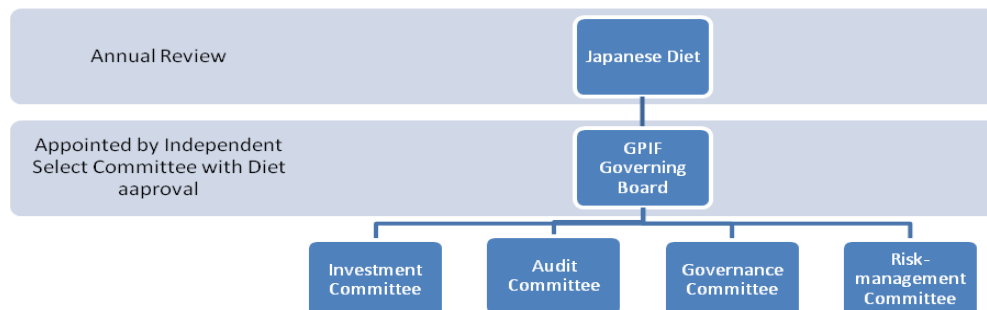 Annual Review
Japanese Diet
Appointed by Independent
Select Committee with Diet
aaproval
GPIF
Governing
Board
Investment
Committee
Audit
Committee
Governance
Committee
Risk-
management
Committee